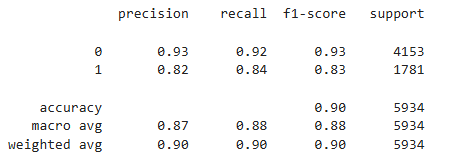 precision recall f1-score support
0 0.93 0.92 0.93 4153
1 0.82 0.84 0.83 1781
accuracy 0.90 5934
macro avg 0.87 0.88 0.88 5934
weighted avg 0.90 0.90 0.90 5934